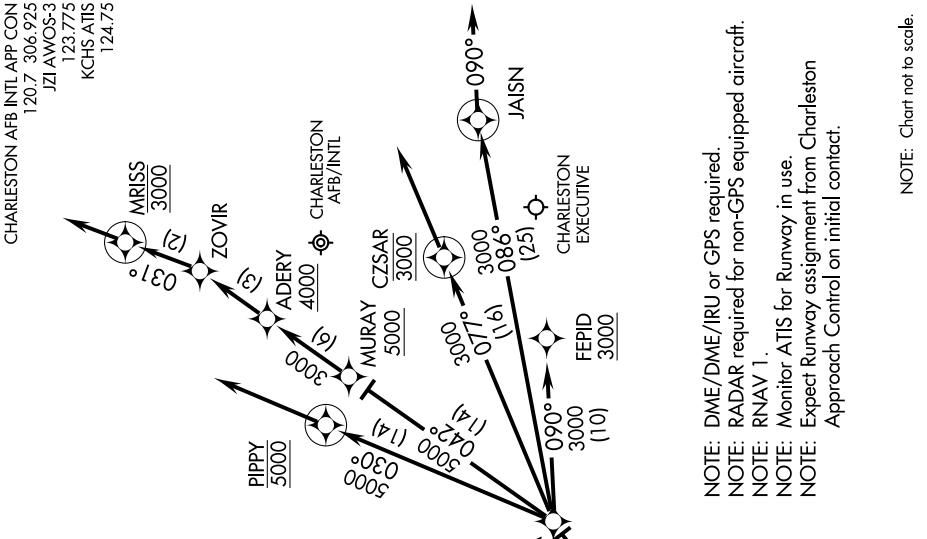 CHARLESTON AFB INTL APP CON
120.7 306.925
JZI AWOS-3
123.775
KCHS ATIS
124.75
MRISS
3000
(2)
031°
ZOVIR
(3)
ADERY
4000
CHARLESTON
AFB/INTL
(6)
3000
MURAY
5000
PIPPY
5000
(14)
030°
5000
(14)
042°
5000
CZSAR
3000
3000
077°
(16)
090°
JAISN
3000
086°
(25)
CHARLESTON
EXECUTIVE
FEPID
3000
090°
3000
(10)
NOTE: DME/DME/IRU or GPS required.
NOTE: RADAR required for non-GPS equipped aircraft.
NOTE: RNAV 1.
NOTE: Monitor ATIS for Runway in use.
NOTE: Expect Runway assignment from Charleston
Approach Control on initial contact.
NOTE: Chart not to scale.